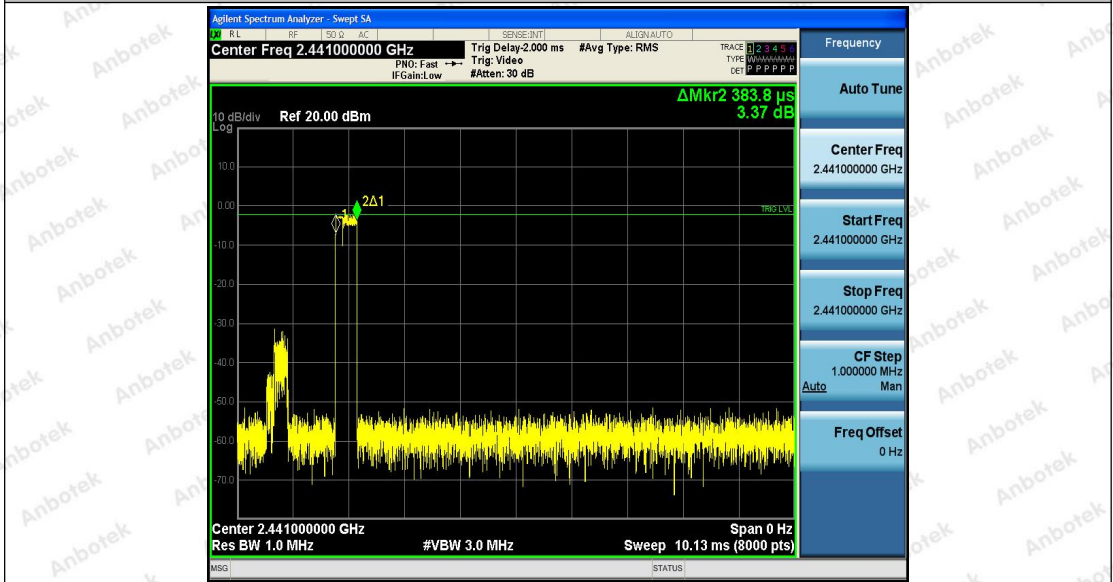 Agilent Spectrum Analyzer - Swept SA
LXI RL RF 50 Ω AC SENSE:INT ALIGNAUTO
Center Freq 2.441000000 GHz
PNO: Fast
IFGain:Low
Trig Delay-2.000 ms
Trig: Video
#Atten: 30 dB
#Avg Type: RMS
TRACE 1 2 3 4 5 6
TYPE W
DET P P P P P P
ΔMkr2 383.8 µs
3.37 dB
10 dB/div
Log
Ref 20.00 dBm
10.0
0.00
-10.0
-20.0
-30.0
-40.0
-50.0
-60.0
-70.0
1
2Δ1
TRIG LVL
Center 2.441000000 GHz
Span 0 Hz
Res BW 1.0 MHz
#VBW 3.0 MHz
Sweep 10.13 ms (8000 pts)
MSG
STATUS
Frequency
Auto Tune
Center Freq
2.441000000 GHz
Start Freq
2.441000000 GHz
Stop Freq
2.441000000 GHz
CF Step
1.000000 MHz
Auto Man
Freq Offset
0 Hz
Anbotek